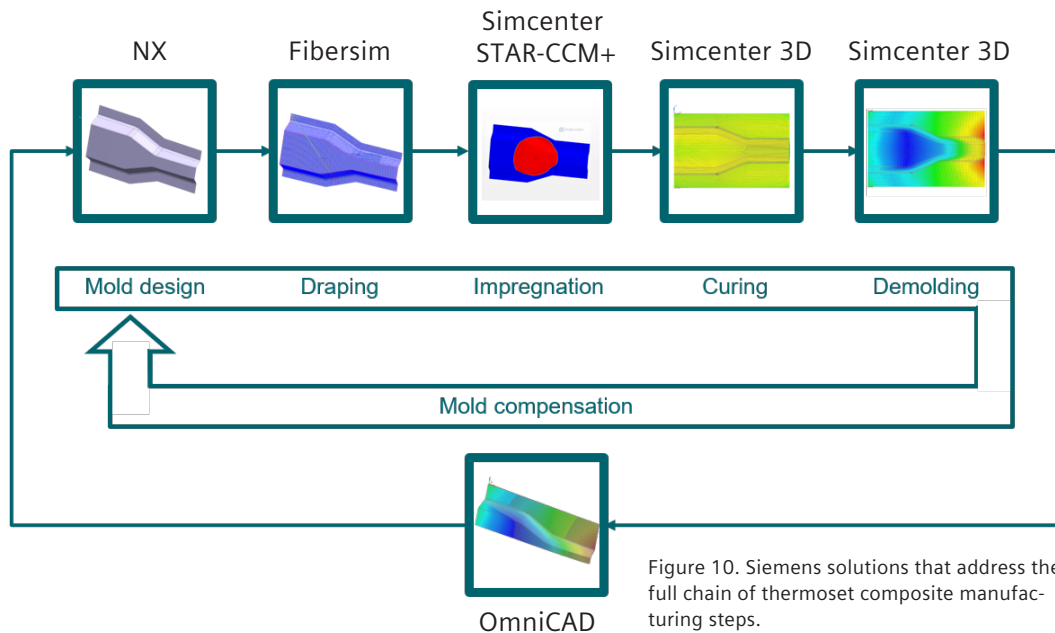 NX
Fibersim
Simcenter
STAR-CCM+
Simcenter 3D
Simcenter 3D
Mold design
Draping
Impregnation
Curing
Demolding
Mold compensation
OmniCAD
Figure 10. Siemens solutions that address the
full chain of thermoset composite manufac-
turing steps.